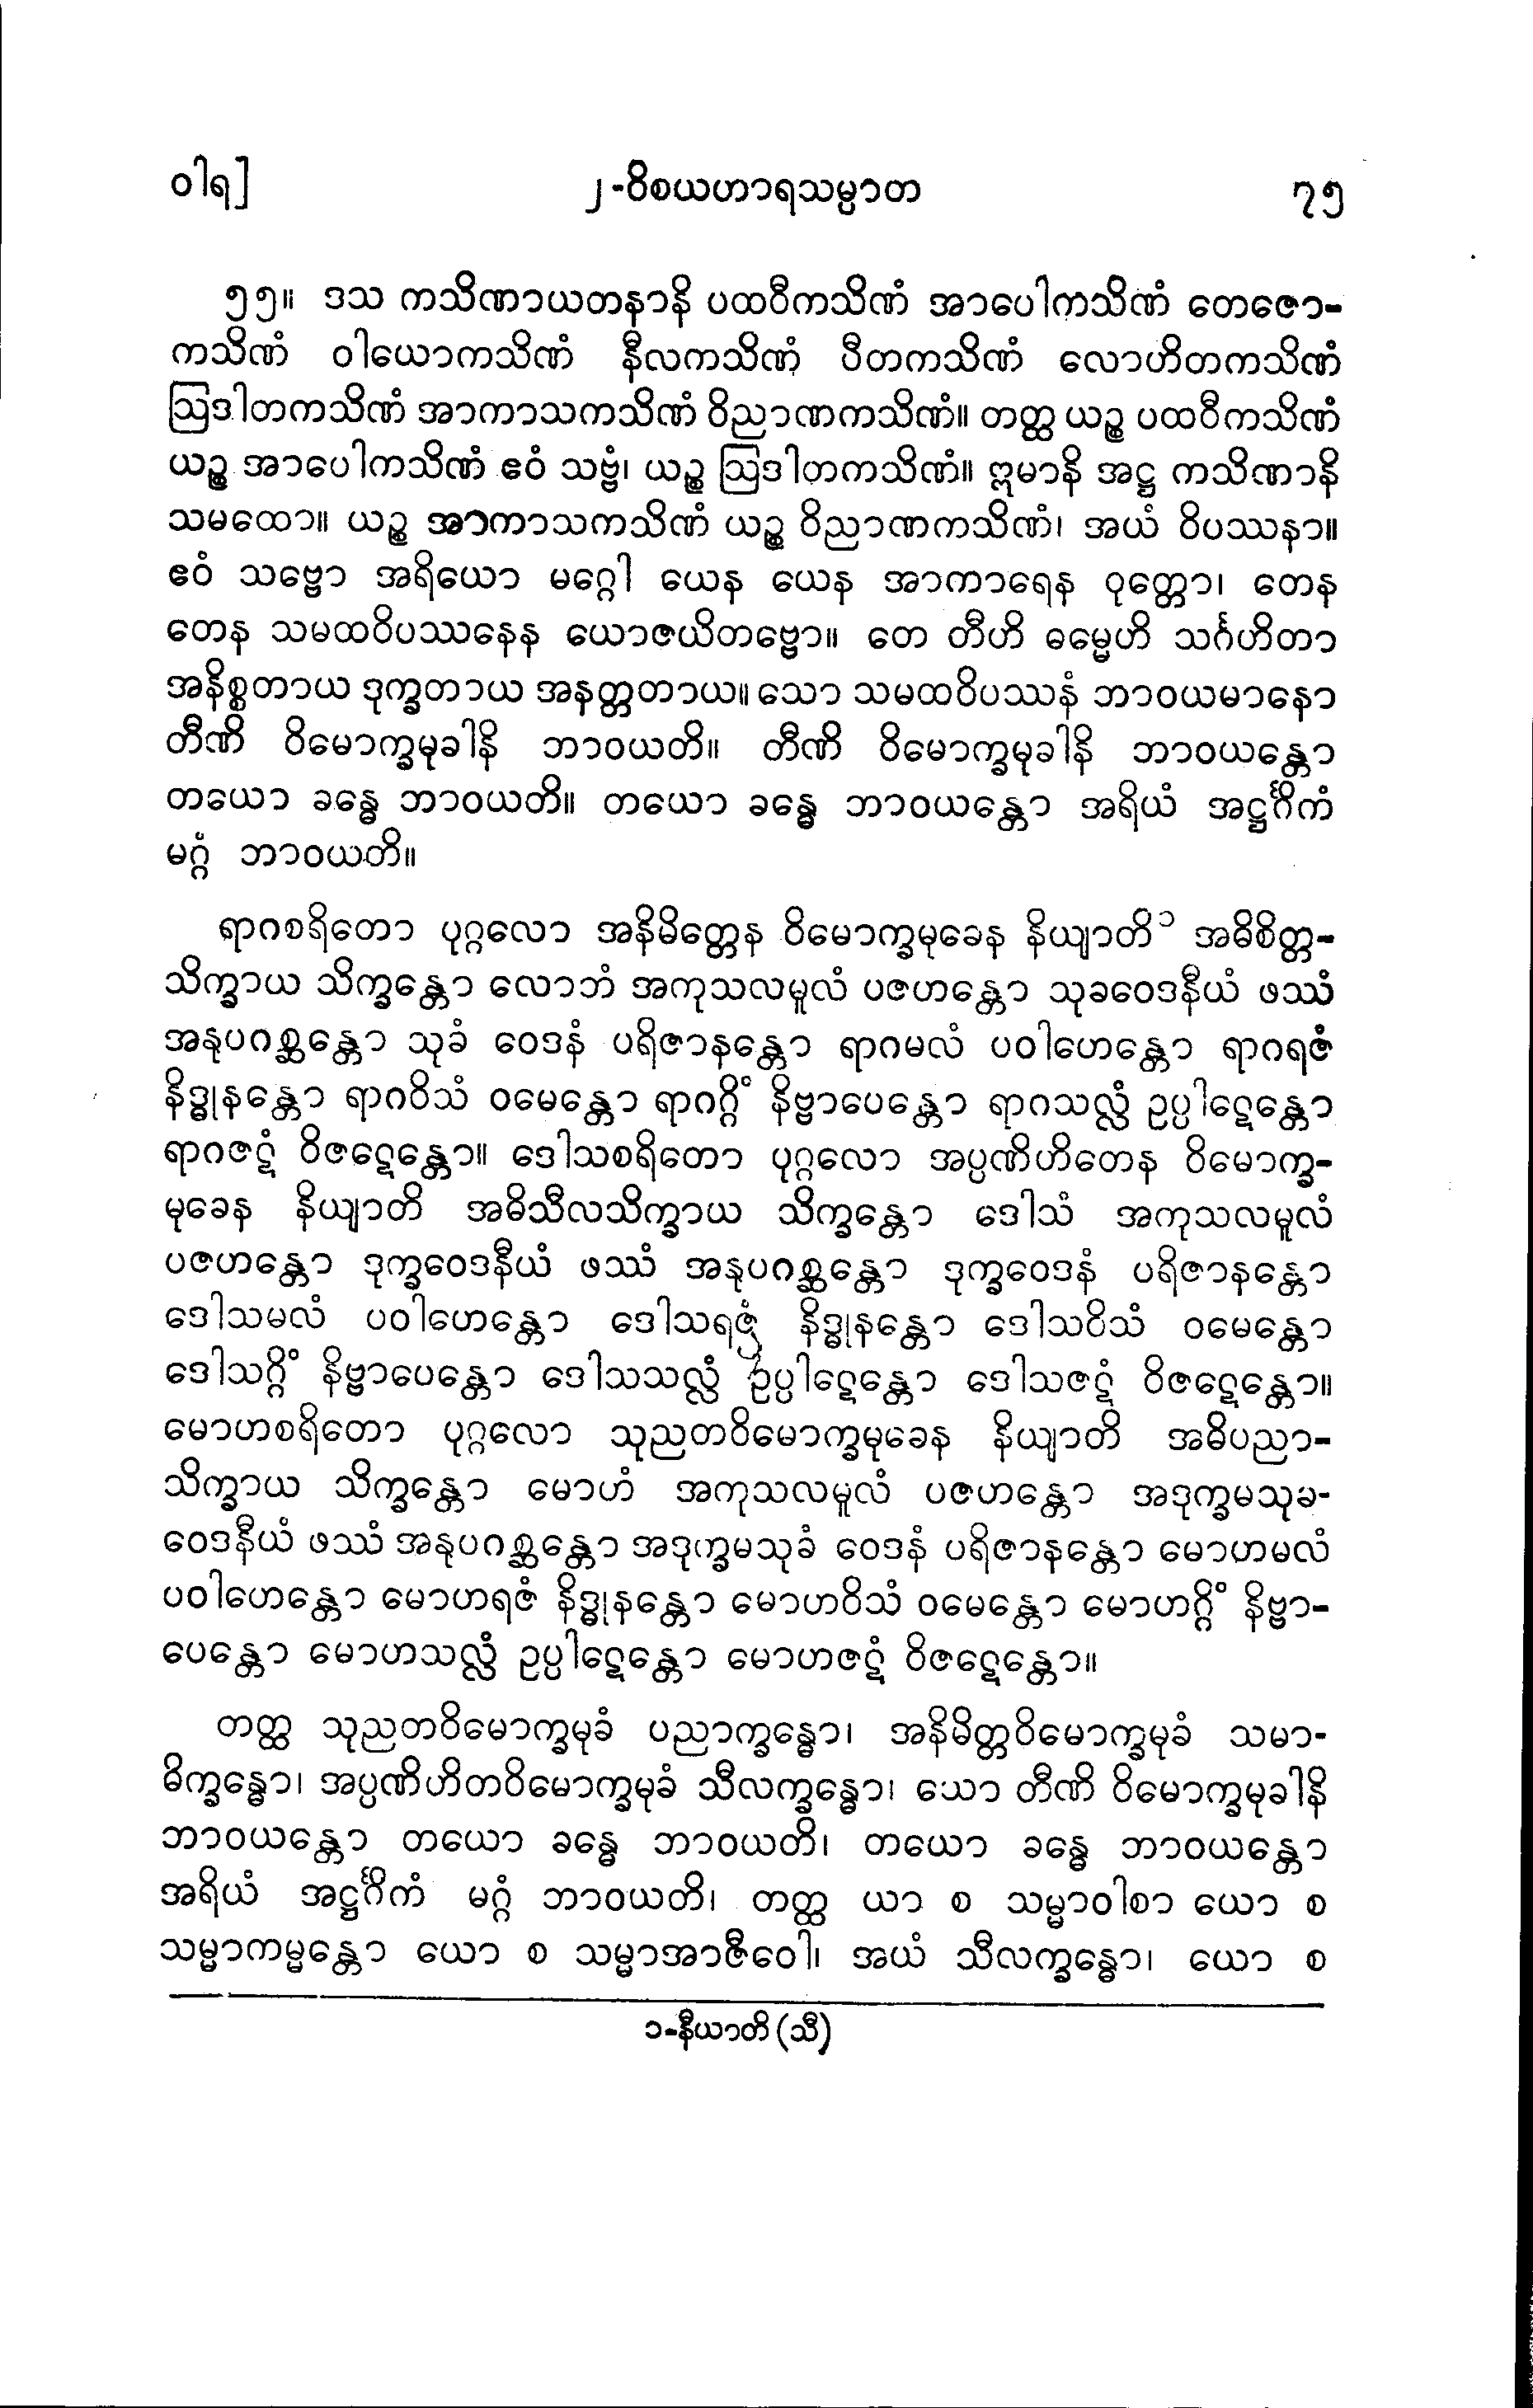 ဝါရ]
၂-ဝိစယဟာရသမ္ပာတ
၇၅
၅၅။ ဒသ ကသိဏာယတနာနိ ပထဝီကသိဏံ အာပေါကသိဏံ တေဇော-
ကသိဏံ ဝါယောကသိဏံ နီလကသိဏံ ပီတကသိဏံ လောဟိတကသိဏံ
ဩဒါတကသိဏံ အာကာသကသိဏံ ဝိညာဏကသိဏံ။ တတ္ထ ယဉ္စ ပထဝီကသိဏံ
ယဉ္စ အာပေါကသိဏံ ဧဝံ သဗ္ဗံ၊ ယဉ္စ ဩဒါတကသိဏံ။ ဣမာနိ အဋ္ဌ ကသိဏာနိ
သမထော။ ယဉ္စ အာကာသကသိဏံ ယဉ္စ ဝိညာဏကသိဏံ၊ အယံ ဝိပဿနာ။
ဧဝံ သဗ္ဗော အရိယော မဂ္ဂေါ ယေန ယေန အာကာရေန ဝုတ္တော၊ တေန
တေန သမထဝိပဿနေန ယောဇယိတဗ္ဗော။ တေ တီဟိ ဓမ္မေဟိ သင်္ဂဟိတာ
အနိစ္စတာယ ဒုက္ခတာယ အနတ္တတာယ။ သော သမထဝိပဿနံ ဘာဝယမာနော
တီဏိ ဝိမောက္ခမုခါနိ ဘာဝယတိ။ တီဏိ ဝိမောက္ခမုခါနိ ဘာဝယန္တော
တယော ခန္ဓေ ဘာဝယတိ။ တယော ခန္ဓေ ဘာဝယန္တော အရိယံ အဋ္ဌင်္ဂိကံ
မဂ္ဂံ ဘာဝယတိ။
ရာဂစရိတော ပုဂ္ဂလော အနိမိတ္တေန ဝိမောက္ခမုခေန နိယျာတိ၁ အဓိစိတ္တ-
သိက္ခာယ သိက္ခန္တော လောဘံ အကုသလမူလံ ပဇဟန္တော သုခဝေဒနီယံ ဖဿံ
အနုပဂစ္ဆန္တော သုခံ ဝေဒနံ ပရိဇာနန္တော ရာဂမလံ ပဝါဟေန္တော ရာဂရဇံ
နိဒ္ဓုနန္တော ရာဂဝိသံ ဝမေန္တော ရာဂဂ္ဂိံ နိဗ္ဗာပေန္တော ရာဂသလ္လံ ဥပ္ပါဋေန္တော
ရာဂဇဋံ ဝိဇဋေန္တော။ ဒေါသစရိတော ပုဂ္ဂလော အပ္ပဏိဟိတေန ဝိမောက္ခ-
မုခေန နိယျာတိ အဓိသီလသိက္ခာယ သိက္ခန္တော ဒေါသံ အကုသလမူလံ
ပဇဟန္တော ဒုက္ခဝေဒနီယံ ဖဿံ အနုပဂစ္ဆန္တော ဒုက္ခဝေဒနံ ပရိဇာနန္တော
ဒေါသမလံ ပဝါဟေန္တော ဒေါသရဇံ နိဒ္ဓုနန္တော ဒေါသဝိသံ ဝမေန္တော
ဒေါသဂ္ဂိံ နိဗ္ဗာပေန္တော ဒေါသသလ္လံ ဥပ္ပါဋေန္တော ဒေါသဇဋံ ဝိဇဋေန္တော။
မောဟစရိတော ပုဂ္ဂလော သုညတဝိမောက္ခမုခေန နိယျာတိ အဓိပညာ-
သိက္ခာယ သိက္ခန္တော မောဟံ အကုသလမူလံ ပဇဟန္တော အဒုက္ခမသုခ-
ဝေဒနီယံ ဖဿံ အနုပဂစ္ဆန္တော အဒုက္ခမသုခံ ဝေဒနံ ပရိဇာနန္တော မောဟမလံ
ပဝါဟေန္တော မောဟရဇံ နိဒ္ဓုနန္တော မောဟဝိသံ ဝမေန္တော မောဟဂ္ဂိံ နိဗ္ဗာ-
ပေန္တော မောဟသလ္လံ ဥပ္ပါဋေန္တော မောဟဇဋံ ဝိဇဋေန္တော။
တတ္ထ သုညတဝိမောက္ခမုခံ ပညာက္ခန္ဓော၊ အနိမိတ္တဝိမောက္ခမုခံ သမာ-
ဓိက္ခန္ဓော၊ အပ္ပဏိဟိတဝိမောက္ခမုခံ သီလက္ခန္ဓော၊ သော တီဏိ ဝိမောက္ခမုခါနိ
ဘာဝယန္တော တယော ခန္ဓေ ဘာဝယတိ၊ တယော ခန္ဓေ ဘာဝယန္တော
အရိယံ အဋ္ဌင်္ဂိကံ မဂ္ဂံ ဘာဝယတိ၊ တတ္ထ ယာ စ သမ္မာဝါစာ ယော စ
သမ္မာကမ္မန္တော ယော စ သမ္မာအာဇီဝေါ၊ အယံ သီလက္ခန္ဓော၊ ယော စ
၁-နီယာတိ (သီ)